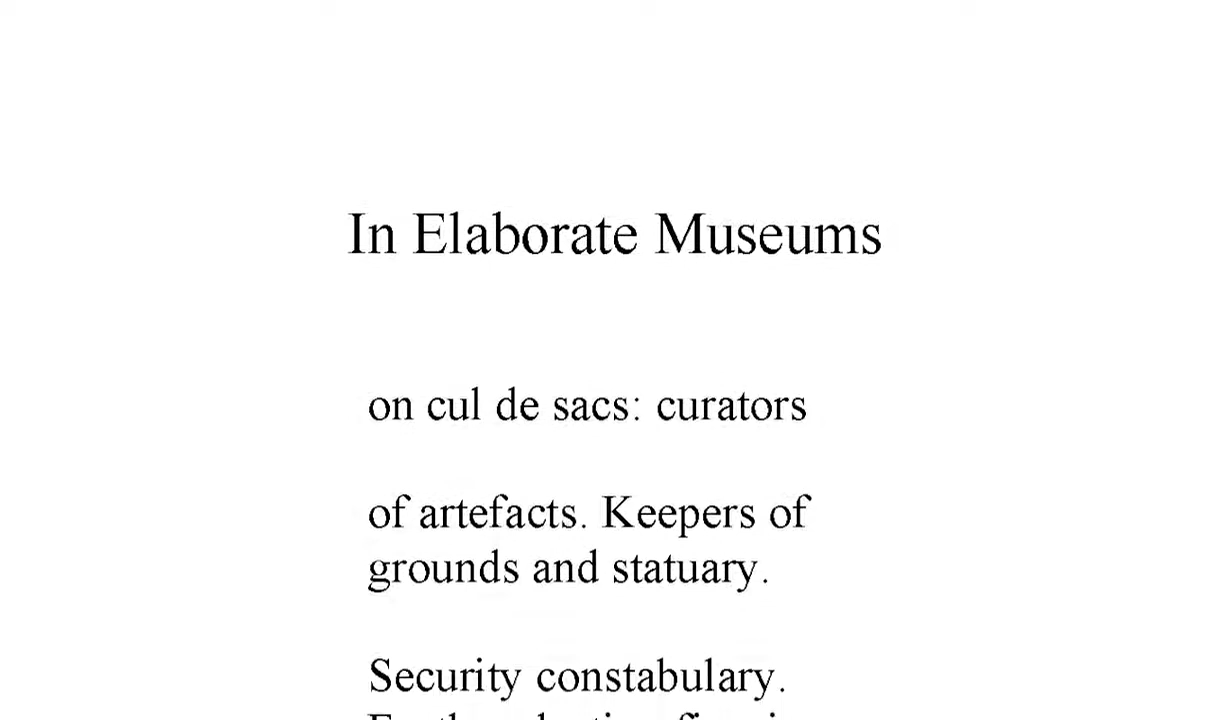 In Elaborate Museums
on cul de sacs: curators
of artefacts. Keepers of
grounds and statuary.
Security constabulary.